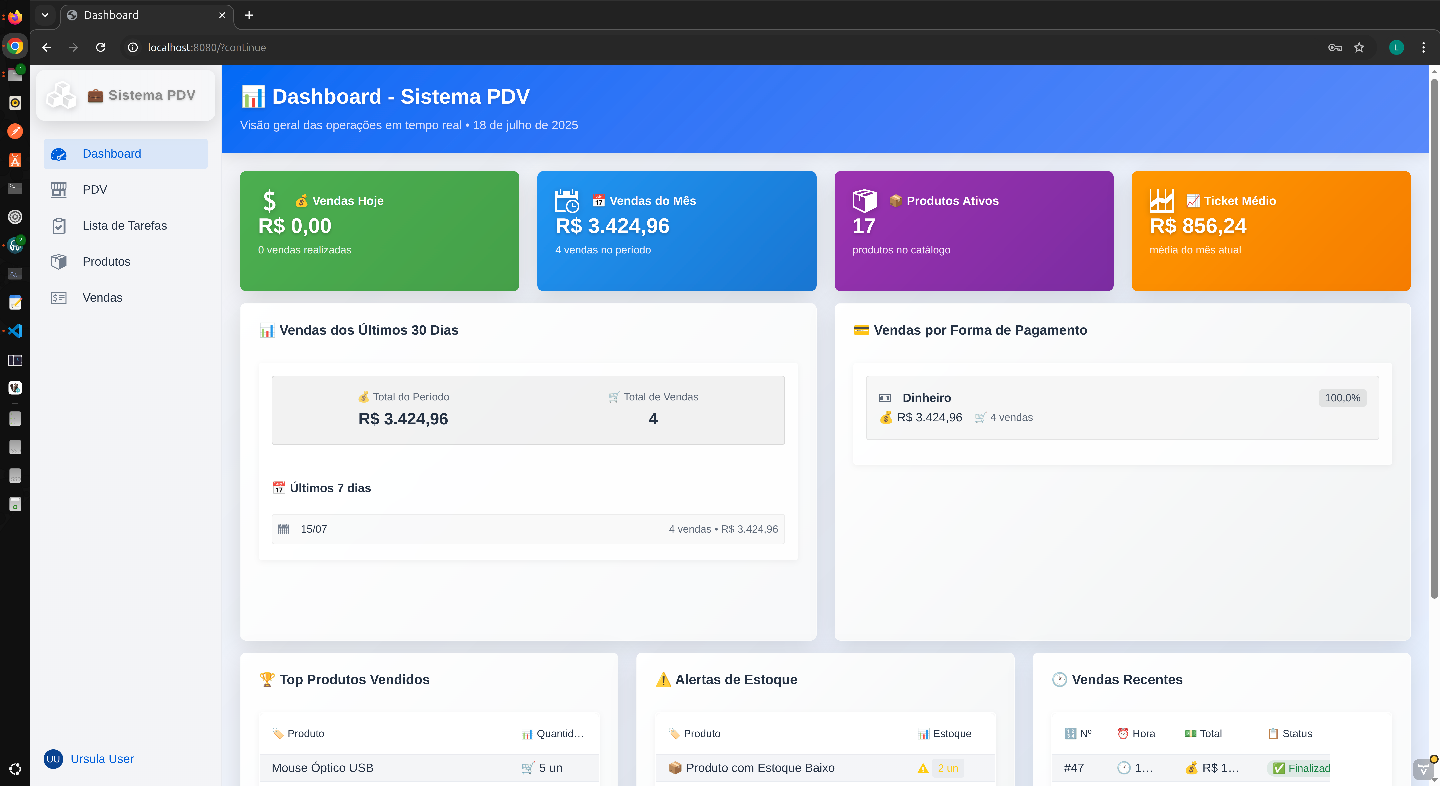 Dashboard
localhost:8080/?continue
Sistema PDV
Dashboard
PDV
Lista de Tarefas
Produtos
Vendas
UU Ursula User
Dashboard - Sistema PDV
Visão geral das operações em tempo real • 18 de julho de 2025
Vendas Hoje
R$ 0,00
0 vendas realizadas
Vendas do Mês
R$ 3.424,96
4 vendas no período
Produtos Ativos
17
produtos no catálogo
Ticket Médio
R$ 856,24
média do mês atual
Vendas dos Últimos 30 Dias
Total do Período
R$ 3.424,96
Total de Vendas
4
Últimos 7 dias
15/07 4 vendas • R$ 3.424,96
Vendas por Forma de Pagamento
Dinheiro 100.0%
R$ 3.424,96 4 vendas
Top Produtos Vendidos
Produto Quantid…
Mouse Óptico USB 5 un
Alertas de Estoque
Produto Estoque
Produto com Estoque Baixo 2 un
Vendas Recentes
Nº Hora Total Status
#47 1… R$ 1… Finalizad